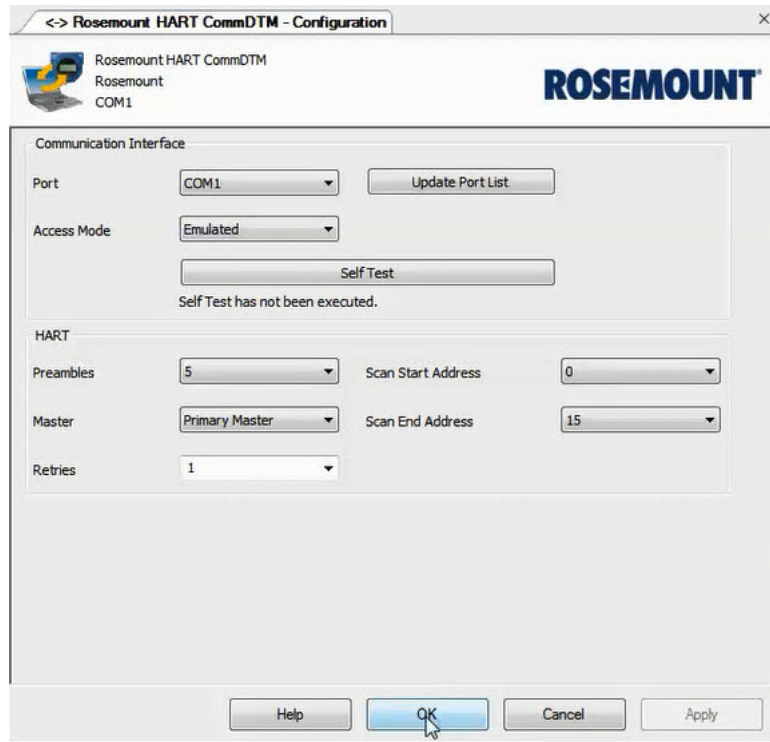 <-> Rosemount HART CommDTM - Configuration
Rosemount HART CommDTM
Rosemount
COM1
ROSEMOUNT
Communication Interface
Port COM1 Update Port List
Access Mode Emulated
Self Test
Self Test has not been executed.
HART
Preambles 5 Scan Start Address 0
Master Primary Master Scan End Address 15
Retries 1
Help OK Cancel Apply